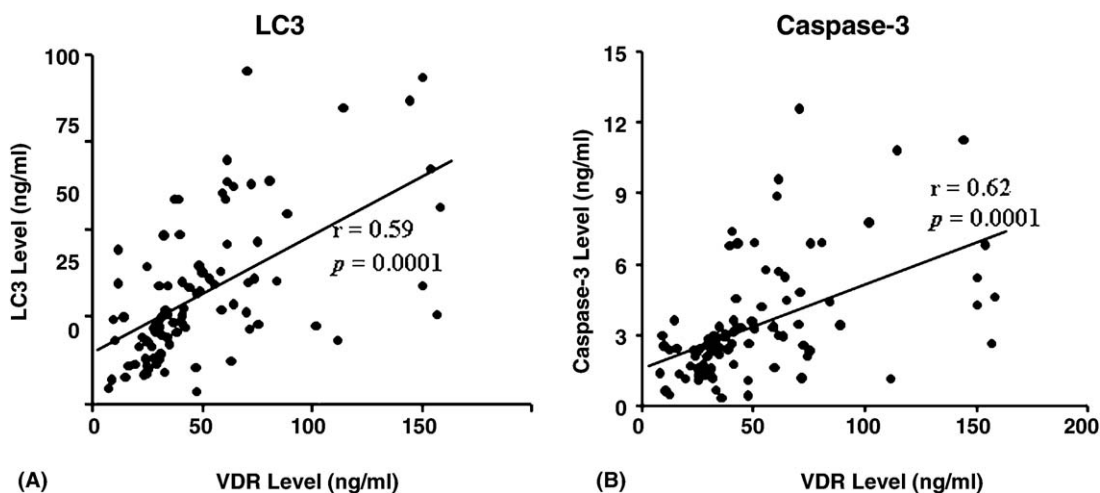 LC3
100
75
50
25
0
LC3 Level (ng/ml)
r = 0.59
p = 0.0001
0 50 100 150
VDR Level (ng/ml)
(A)
Caspase-3
15
12
9
6
3
0
Caspase-3 Level (ng/ml)
r = 0.62
p = 0.0001
0 50 100 150 200
VDR Level (ng/ml)
(B)